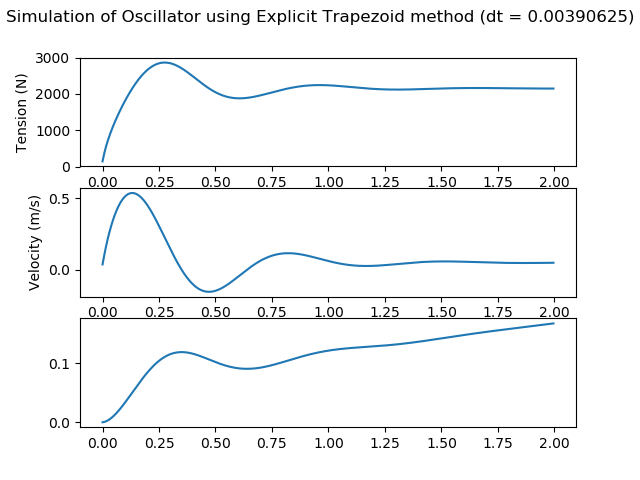 Simulation of Oscillator using Explicit Trapezoid method (dt = 0.00390625)
3000
2000
1000
0
Tension (N)
0.00 0.25 0.50 0.75 1.00 1.25 1.50 1.75 2.00
0.5
0.0
Velocity (m/s)
0.00 0.25 0.50 0.75 1.00 1.25 1.50 1.75 2.00
0.1
0.0
0.00 0.25 0.50 0.75 1.00 1.25 1.50 1.75 2.00